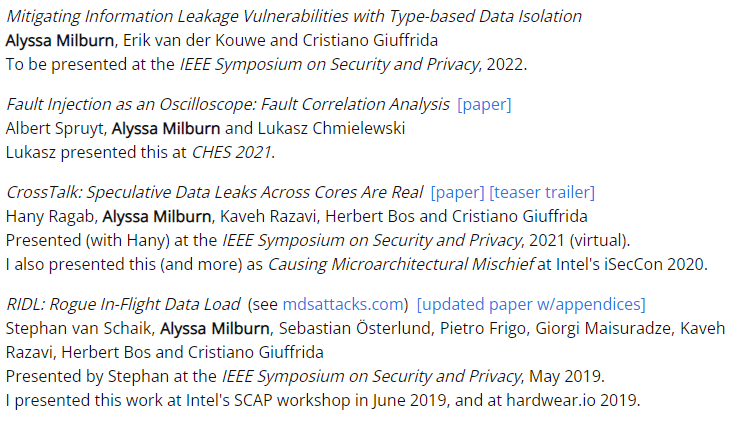 Mitigating Information Leakage Vulnerabilities with Type-based Data Isolation
Alyssa Milburn, Erik van der Kouwe and Cristiano Giuffrida
To be presented at the IEEE Symposium on Security and Privacy, 2022.
Fault Injection as an Oscilloscope: Fault Correlation Analysis [paper]
Albert Spruyt, Alyssa Milburn and Lukasz Chmielewski
Lukasz presented this at CHES 2021.
CrossTalk: Speculative Data Leaks Across Cores Are Real [paper] [teaser trailer]
Hany Ragab, Alyssa Milburn, Kaveh Razavi, Herbert Bos and Cristiano Giuffrida
Presented (with Hany) at the IEEE Symposium on Security and Privacy, 2021 (virtual).
I also presented this (and more) as Causing Microarchitectural Mischief at Intel's iSecCon 2020.
RIDL: Rogue In-Flight Data Load (see mdsattacks.com) [updated paper w/appendices]
Stephan van Schaik, Alyssa Milburn, Sebastian Österlund, Pietro Frigo, Giorgi Maisuradze, Kaveh
Razavi, Herbert Bos and Cristiano Giuffrida
Presented by Stephan at the IEEE Symposium on Security and Privacy, May 2019.
I presented this work at Intel's SCAP workshop in June 2019, and at hardwear.io 2019.